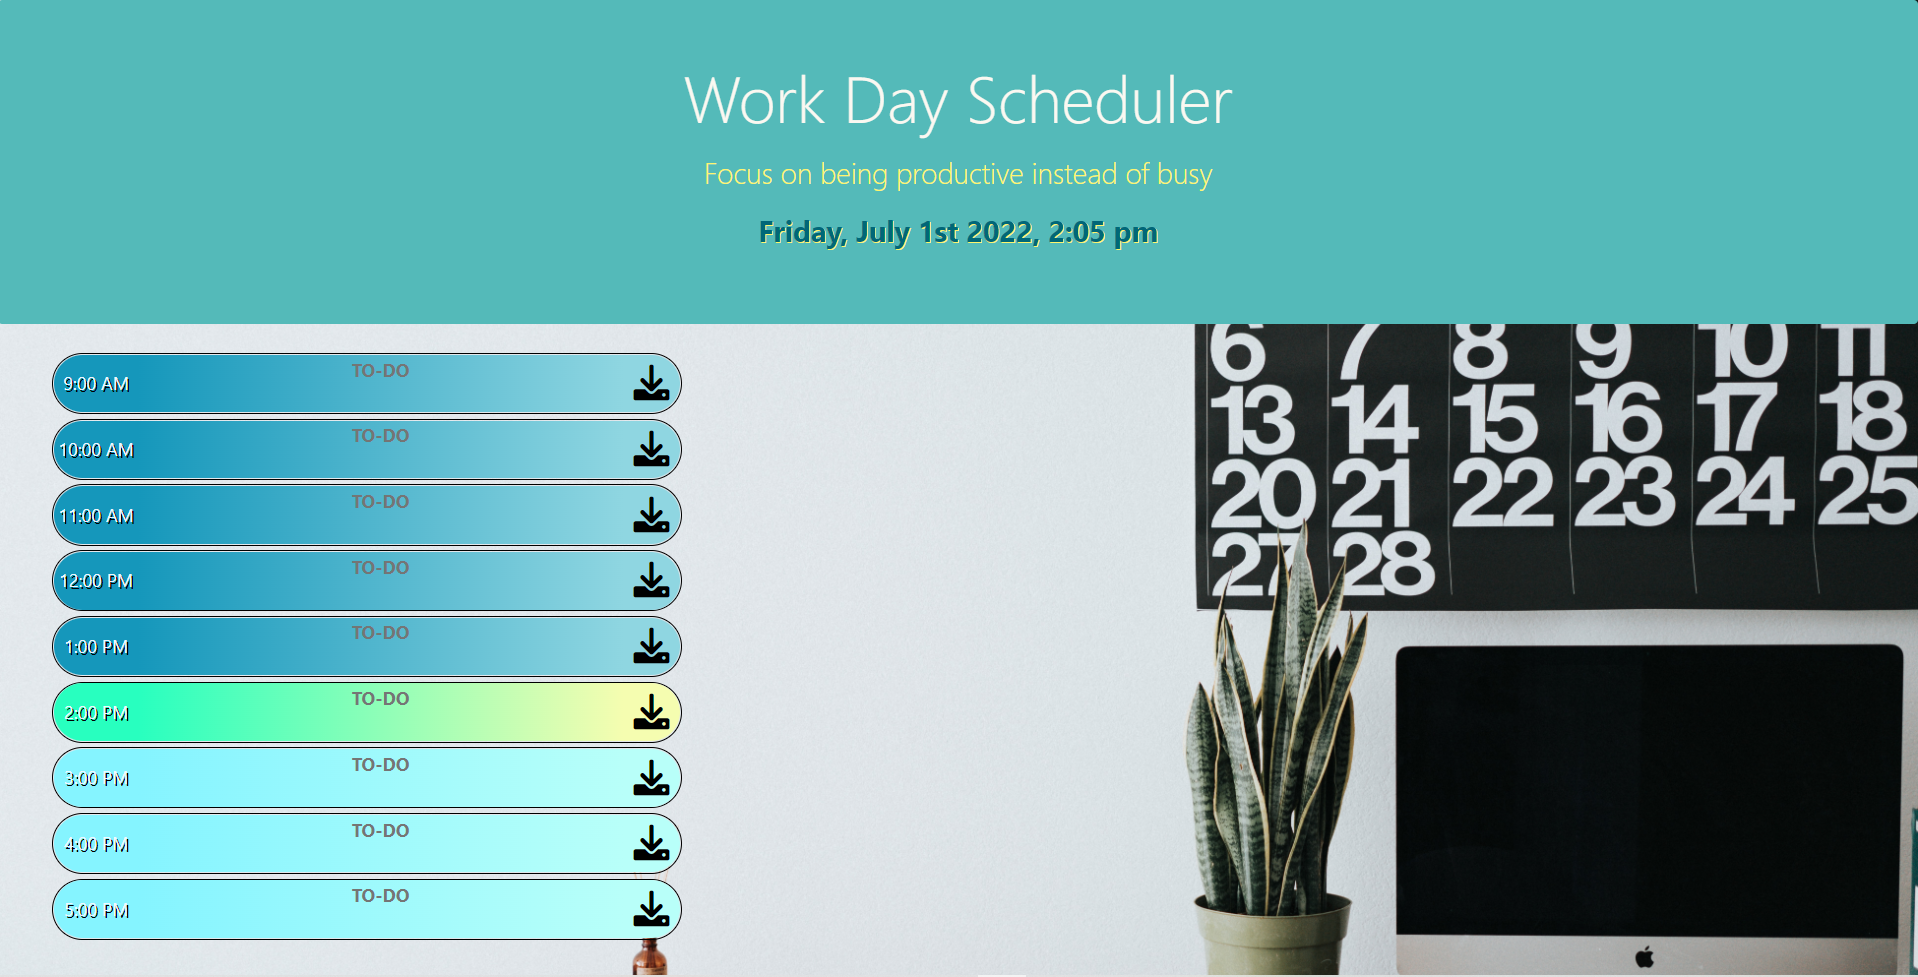 Work Day Scheduler
Focus on being productive instead of busy
Friday, July 1st 2022, 2:05 pm
9:00 AM TO-DO
10:00 AM TO-DO
11:00 AM TO-DO
12:00 PM TO-DO
1:00 PM TO-DO
2:00 PM TO-DO
3:00 PM TO-DO
4:00 PM TO-DO
5:00 PM TO-DO
6 7 8 9 10 11
13 14 15 16 17 18
20 21 22 23 24 25
27 28